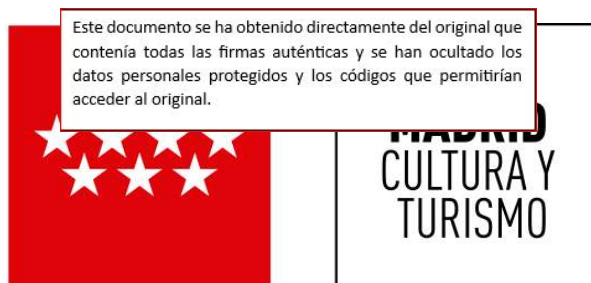 Este documento se ha obtenido directamente del original que
contenía todas las firmas auténticas y se han ocultado los
datos personales protegidos y los códigos que permitirían
acceder al original.
MADRID
CULTURA Y
TURISMO